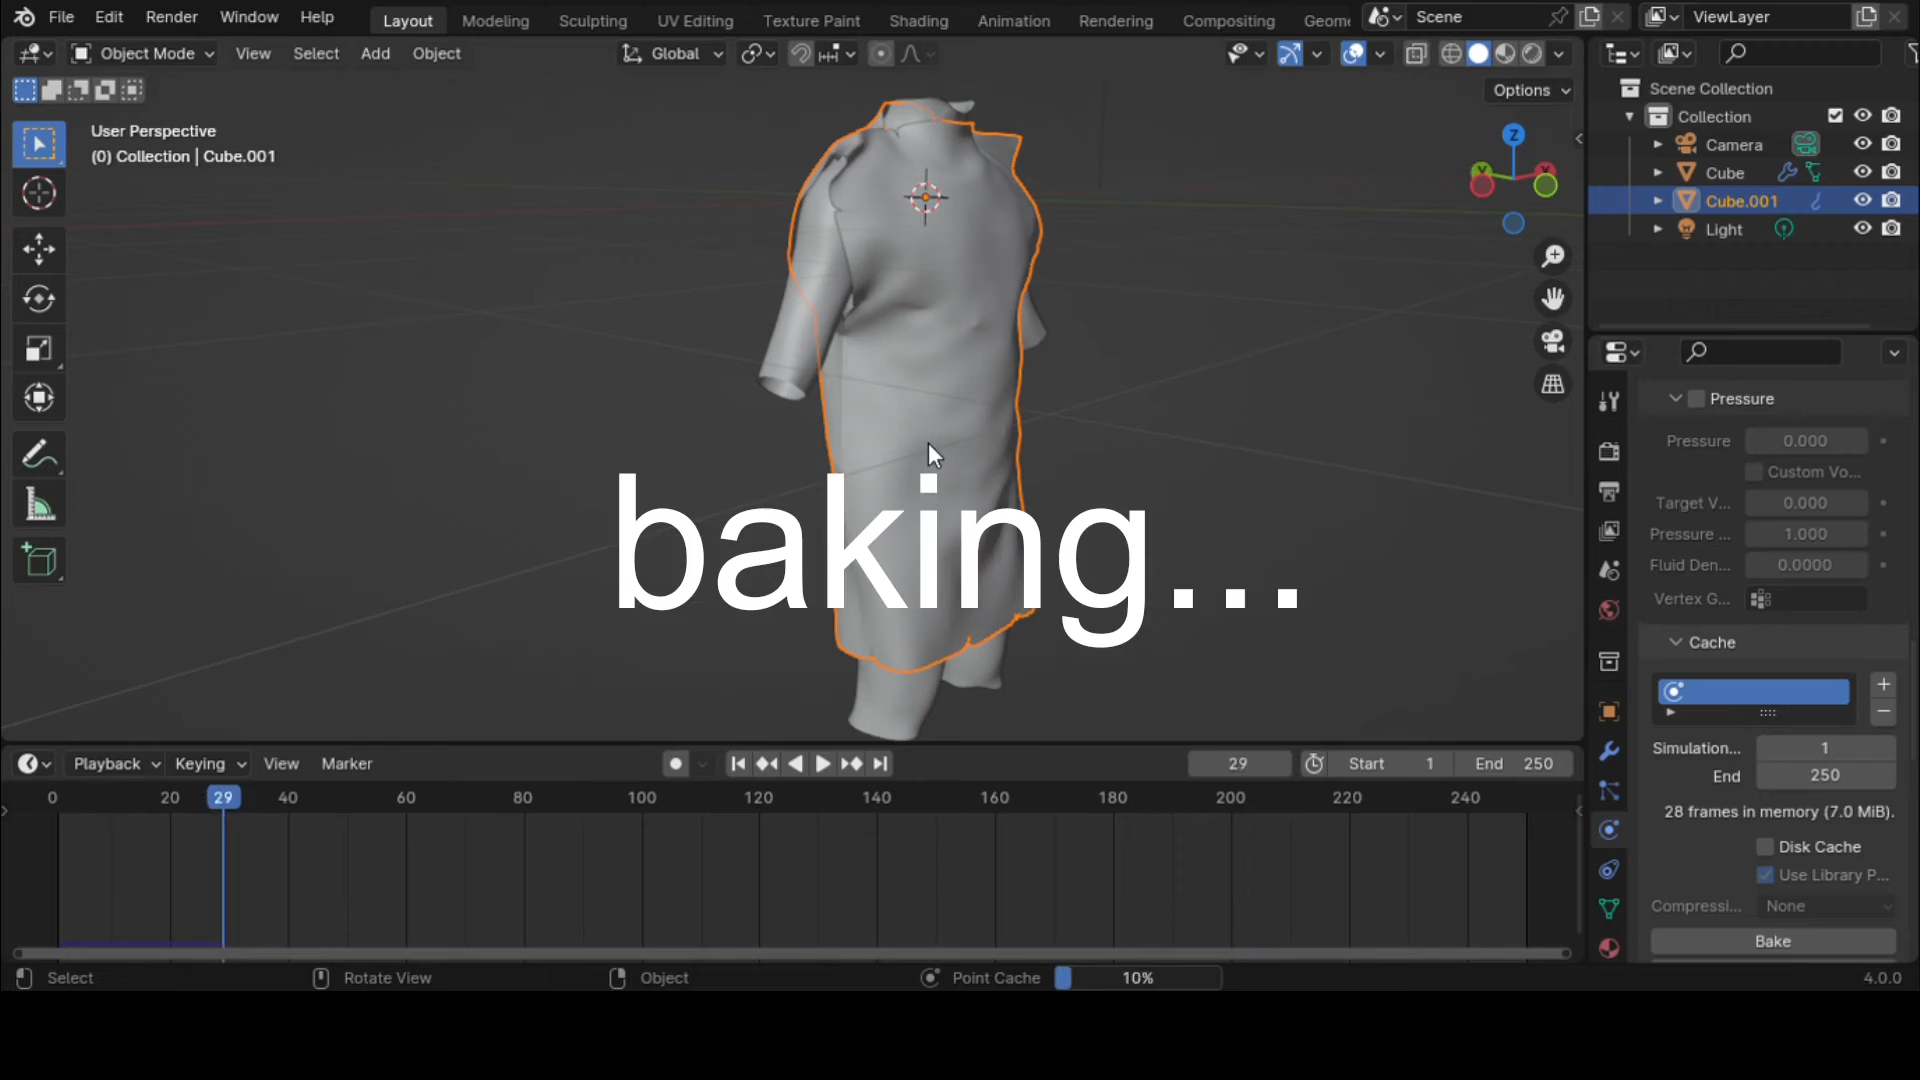 File Edit Render Window Help Layout Modeling Sculpting UV Editing Texture Paint Shading Animation Rendering Compositing Geome Scene ViewLayer
Object Mode View Select Add Object Global
Options
User Perspective
(0) Collection | Cube.001
Z
Y
Scene Collection
Collection
Camera
Cube
Cube.001
Light
Pressure
Pressure 0.000
Custom Vo...
Target V... 0.000
Pressure ... 1.000
Fluid Den... 0.0000
Vertex G...
Cache
Simulation... 1
End 250
28 frames in memory (7.0 MiB).
Disk Cache
Use Library P...
Compressi... None
Bake
baking...
Playback Keying View Marker 29 Start 1 End 250
0 20 29 40 60 80 100 120 140 160 180 200 220 240
Select Rotate View Object Point Cache 10% 4.0.0